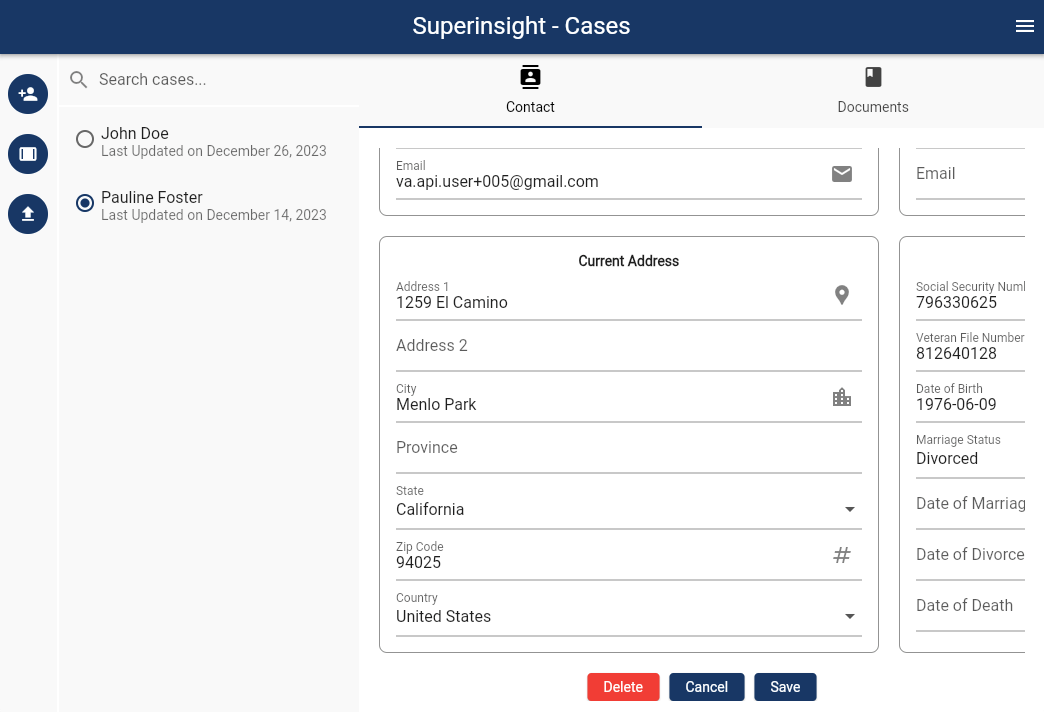 Superinsight - Cases
Search cases...
John Doe
Last Updated on December 26, 2023
Pauline Foster
Last Updated on December 14, 2023
Contact
Documents
Email
va.api.user+005@gmail.com
Email
Current Address
Address 1
1259 El Camino
Address 2
City
Menlo Park
Province
State
California
Zip Code
94025
#
Country
United States
Social Security Num
796330625
Veteran File Number
812640128
Date of Birth
1976-06-09
Marriage Status
Divorced
Date of Marriag
Date of Divorce
Date of Death
Delete
Cancel
Save